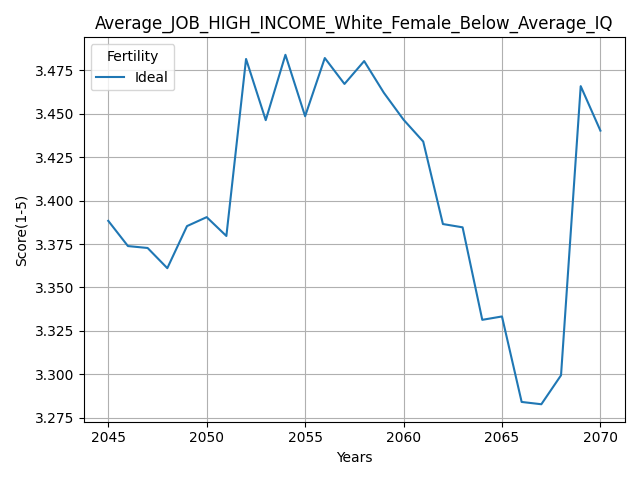 Average_JOB_HIGH_INCOME_White_Female_Below_Average_IQ
Fertility
Ideal
Score(1-5)
3.475
3.450
3.425
3.400
3.375
3.350
3.325
3.300
3.275
2045 2050 2055 2060 2065 2070
Years